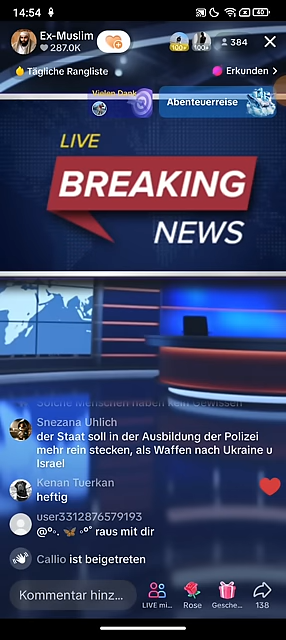 14:54
40
Ex-Muslim
287.0K
100+
100+
384
Tägliche Rangliste
Erkunden >
Vielen Dank
Abenteuerreise
LIVE
BREAKING
NEWS
Solche Menschen haben kein Gewissen
Snezana Uhlich
der Staat soll in der Ausbildung der Polizei
mehr rein stecken, als Waffen nach Ukraine u
Israel
Kenan Tuerkan
heftig
user3312876579193
@°•. 🦋 •°° raus mit dir
Callio ist beigetreten
Kommentar hinz...
LIVE mi...
Rose
Gesche...
138